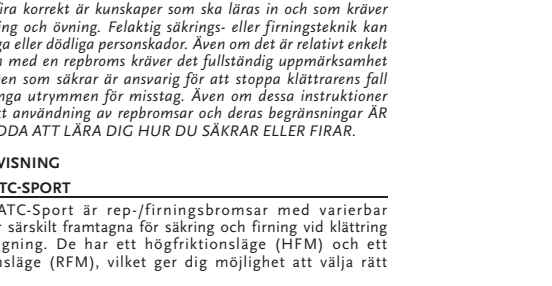 ira korrekt är kunskaper som ska läras in och som kräver
ing och övning. Felaktig säkrings- eller firningsteknik kan
ga eller dödliga personskador. Även om det är relativt enkelt
med en repbroms kräver det fullständig uppmärksamhet
en som säkrar är ansvarig för att stoppa klättrarens fall
nga utrymmen för misstag. Även om dessa instruktioner
kt användning av repbromsar och deras begränsningar ÄR
DDA ATT LÄRA DIG HUR DU SÄKRAR ELLER FIRAR.
VISNING
TC-SPORT
ATC-Sport är rep-/firningsbromsar med varierbar
särskilt framtagna för säkring och firning vid klättring
gning. De har ett högfriktionsläge (HFM) och ett
nsläge (RFM), vilket ger dig möjlighet att välja rätt